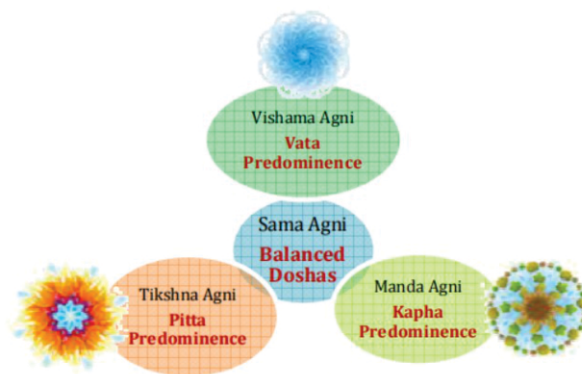 Vishama Agni
Vata
Predominence
Sama Agni
Balanced
Doshas
Tikshna Agni
Pitta
Predominence
Manda Agni
Kapha
Predominence